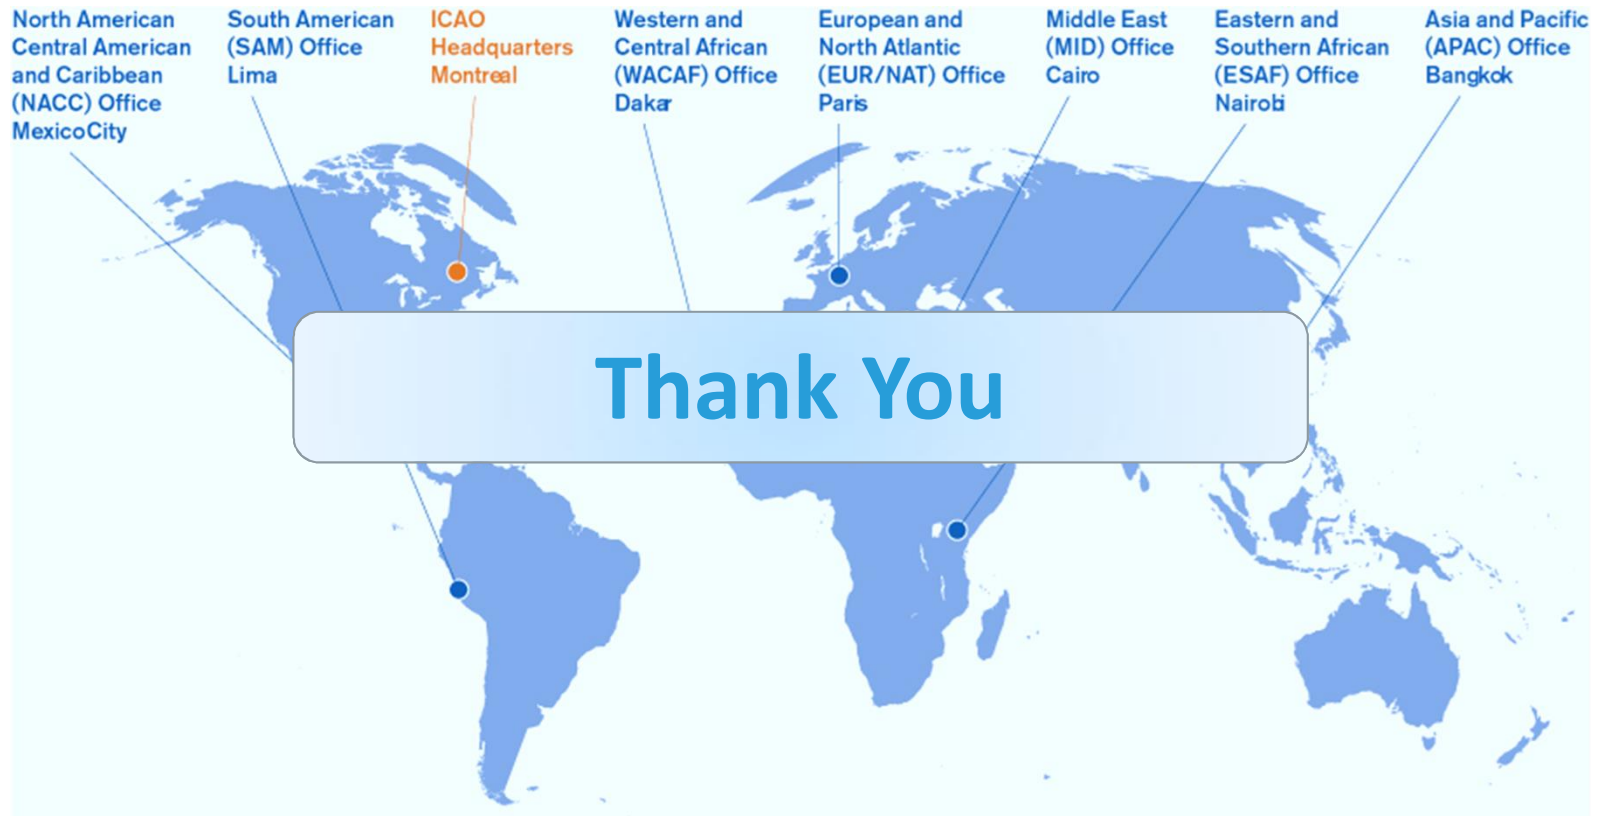 North American
Central American
and Caribbean
(NACC) Office
MexicoCity
South American
(SAM) Office
Lima
ICAO
Headquarters
Montreal
Western and
Central African
(WACAF) Office
Dakar
European and
North Atlantic
(EUR/NAT) Office
Paris
Middle East
(MID) Office
Cairo
Eastern and
Southern African
(ESAF) Office
Nairobi
Asia and Pacific
(APAC) Office
Bangkok
Thank You